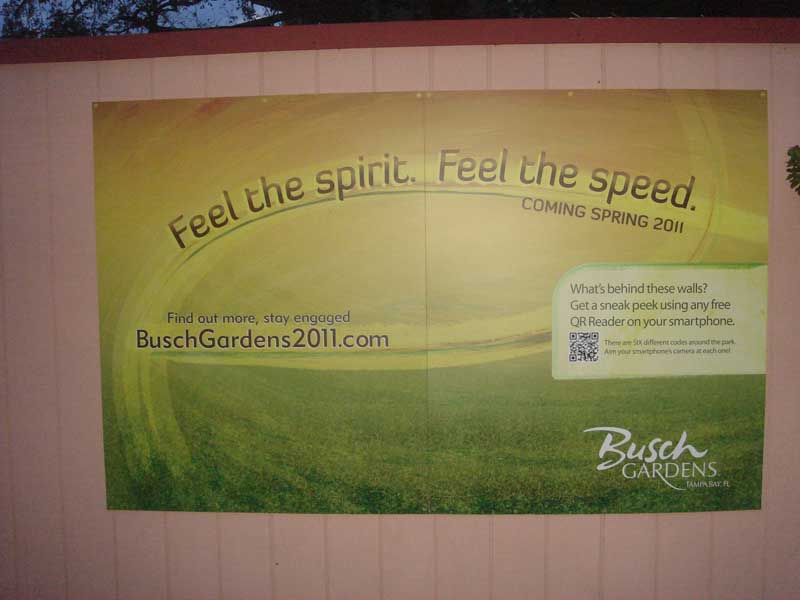 Feel the spirit. Feel the speed.
COMING SPRING 2011
What's behind these walls?
Get a sneak peek using any free
QR Reader on your smartphone.
There are SIX different codes around the park.
Aim your smartphone's camera at each one!
Find out more, stay engaged
BuschGardens2011.com
Busch
GARDENS
TAMPA BAY, FL